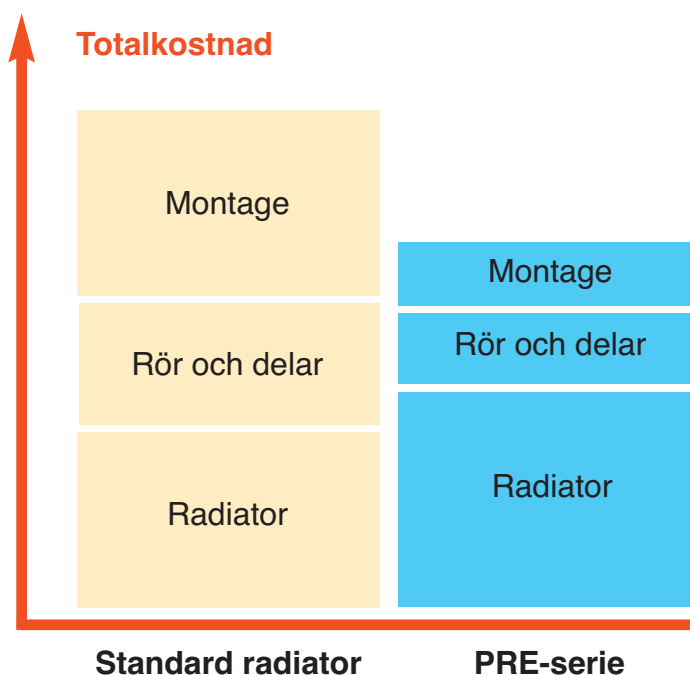 Totalkostnad
Montage
Rör och delar
Radiator
Montage
Rör och delar
Radiator
Standard radiator
PRE-serie